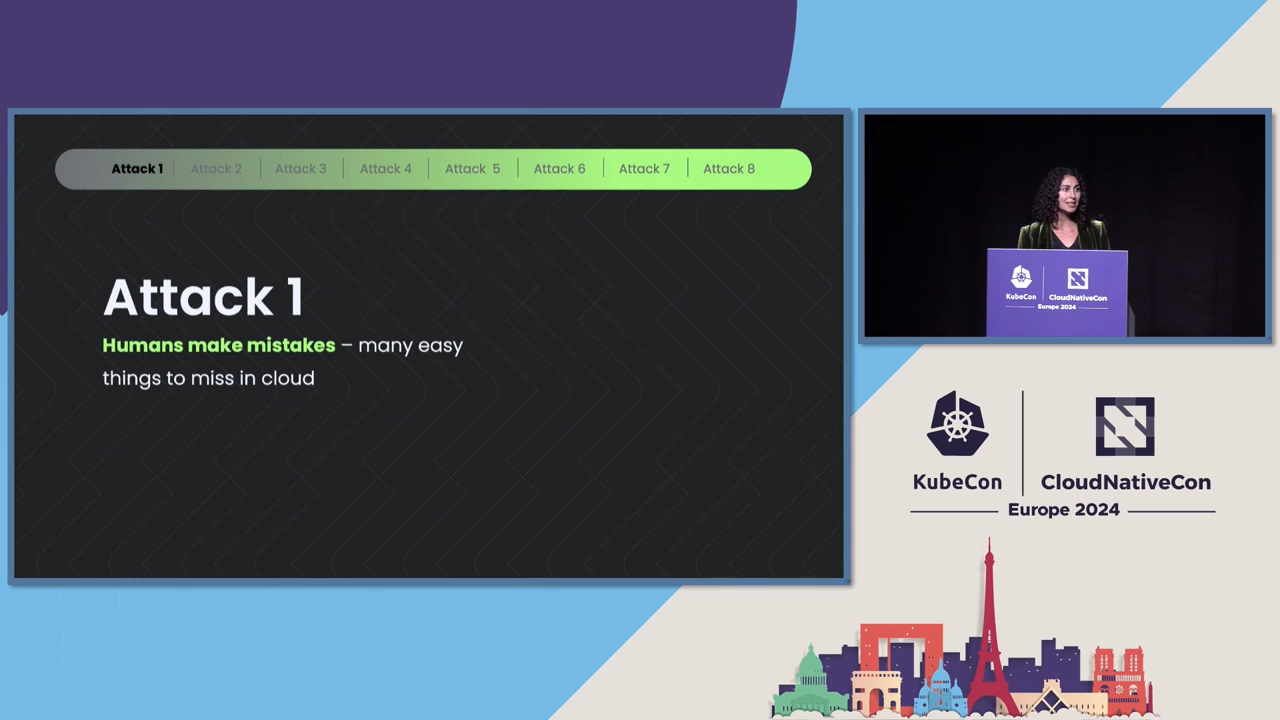 Attack 1 Attack 2 Attack 3 Attack 4 Attack 5 Attack 6 Attack 7 Attack 8
Attack 1
Humans make mistakes – many easy
things to miss in cloud
KubeCon CloudNativeCon
Europe 2024
KubeCon CloudNativeCon
Europe 2024